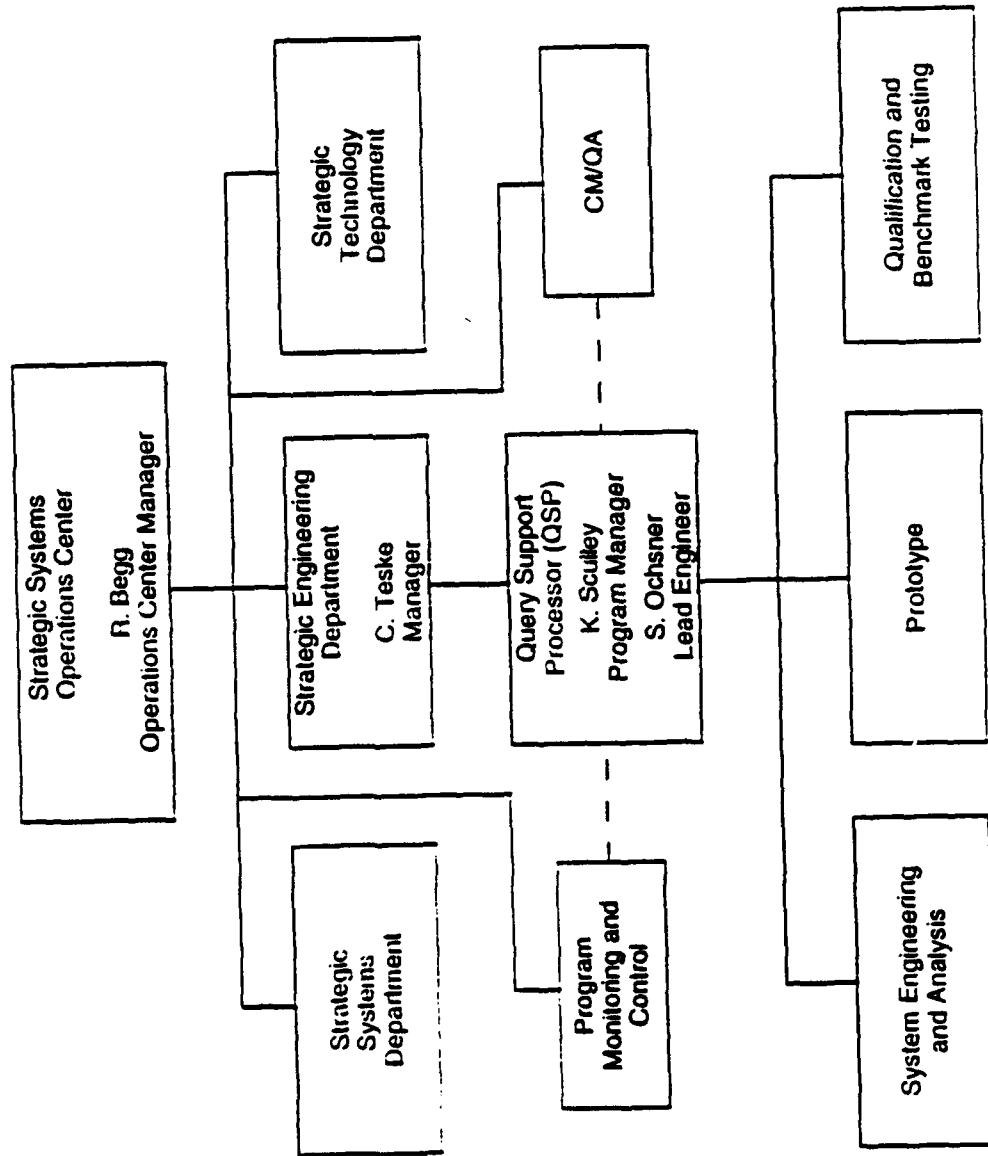 Strategic Systems
Operations Center
R. Begg
Operations Center Manager
Strategic
Systems
Department
Strategic Engineering
Department
C. Teske
Manager
Strategic
Technology
Department
Program
Monitoring and
Control
Query Support
Processor (QSP)
K. Sculley
Program Manager
S. Ochsner
Lead Engineer
CM/QA
System Engineering
and Analysis
Prototype
Qualification and
Benchmark Testing